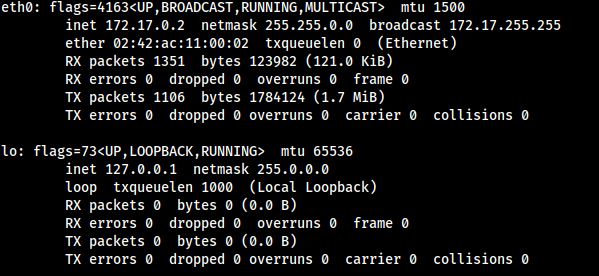 eth0: flags=4163<UP,BROADCAST,RUNNING,MULTICAST>  mtu 1500
        inet 172.17.0.2  netmask 255.255.0.0  broadcast 172.17.255.255
        ether 02:42:ac:11:00:02  txqueuelen 0  (Ethernet)
        RX packets 1351  bytes 123982 (121.0 KiB)
        RX errors 0  dropped 0  overruns 0  frame 0
        TX packets 1106  bytes 1784124 (1.7 MiB)
        TX errors 0  dropped 0 overruns 0  carrier 0  collisions 0

lo: flags=73<UP,LOOPBACK,RUNNING>  mtu 65536
        inet 127.0.0.1  netmask 255.0.0.0
        loop  txqueuelen 1000  (Local Loopback)
        RX packets 0  bytes 0 (0.0 B)
        RX errors 0  dropped 0  overruns 0  frame 0
        TX packets 0  bytes 0 (0.0 B)
        TX errors 0  dropped 0 overruns 0  carrier 0  collisions 0